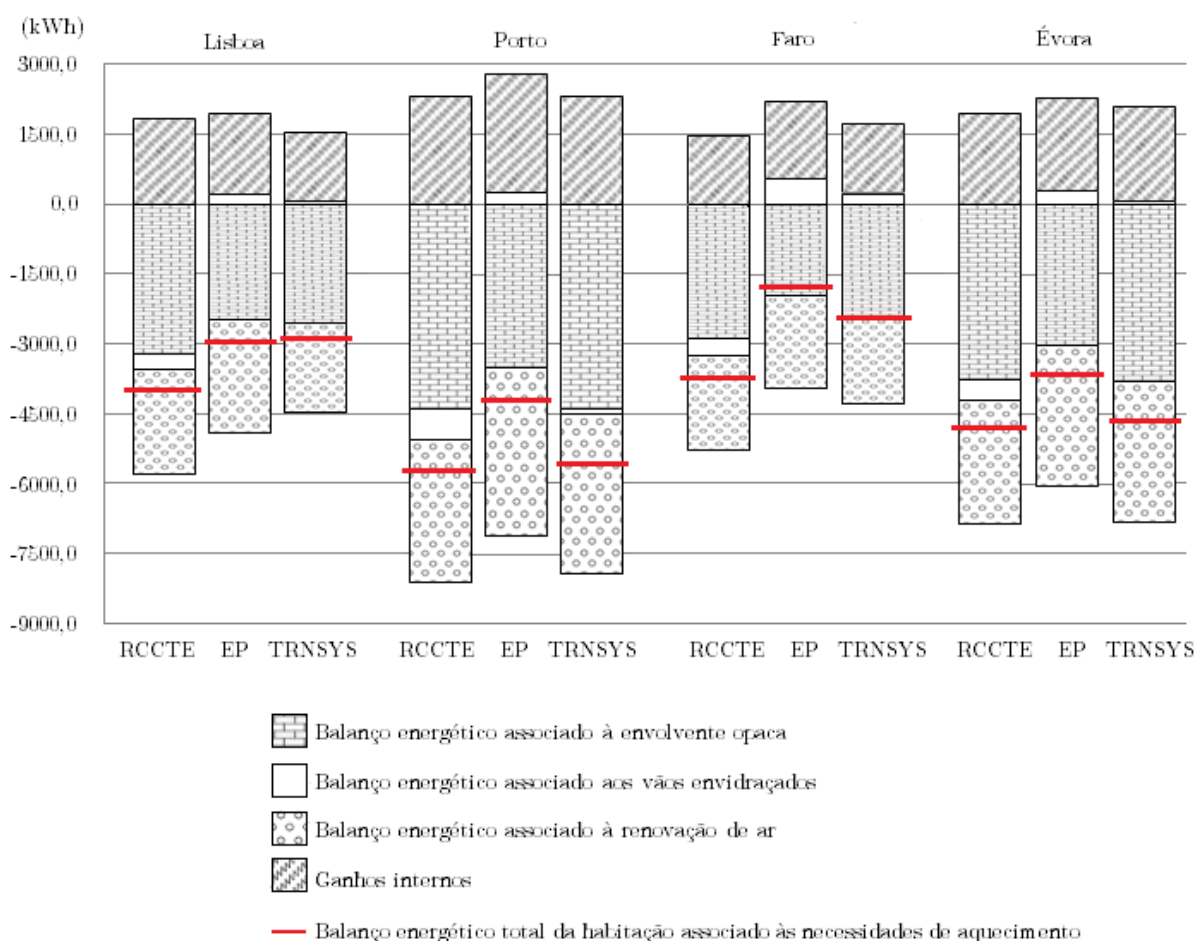 (kWh)
Lisboa Porto Faro Évora
3000,0
1500,0
0,0
-1500,0
-3000,0
-4500,0
-6000,0
-7500,0
-9000,0
RCCTE EP TRNSYS RCCTE EP TRNSYS RCCTE EP TRNSYS RCCTE EP TRNSYS
Balanço energético associado à envolvente opaca
Balanço energético associado aos vãos envidraçados
Balanço energético associado à renovação de ar
Ganhos internos
Balanço energético total da habitação associado às necessidades de aquecimento